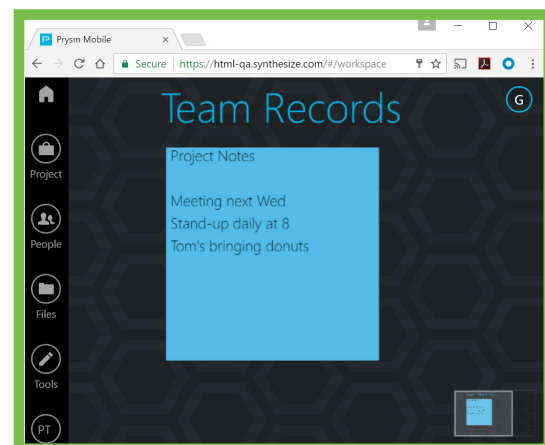 Prysm Mobile
Secure https://html-qa.synthesize.com/#/workspace
Team Records
G
Project Notes
Meeting next Wed
Stand-up daily at 8
Tom's bringing donuts
Project
People
Files
Tools
PT